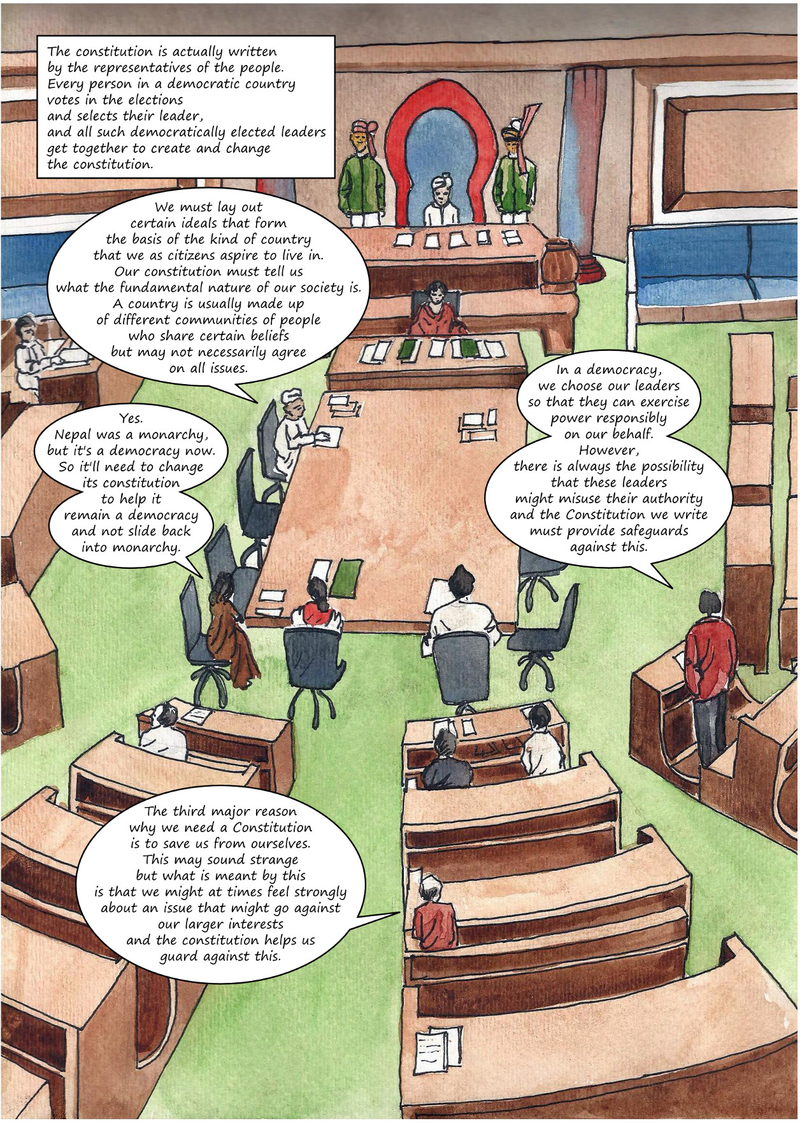 The constitution is actually written
by the representatives of the people.
Every person in a democratic country
votes in the elections
and selects their leader,
and all such democratically elected leaders
get together to create and change
the constitution.
We must lay out
certain ideals that form
the basis of the kind of country
that we as citizens aspire to live in.
Our constitution must tell us
what the fundamental nature of our society is.
A country is usually made up
of different communities of people
who share certain beliefs
but may not necessarily agree
on all issues.
Yes.
Nepal was a monarchy,
but it's a democracy now.
So it'll need to change
its constitution
to help it
remain a democracy
and not slide back
into monarchy.
In a democracy,
we choose our leaders
so that they can exercise
power responsibly
on our behalf.
However,
there is always the possibility
that these leaders
might misuse their authority
and the Constitution we write
must provide safeguards
against this.
The third major reason
why we need a Constitution
is to save us from ourselves.
This may sound strange
but what is meant by this
is that we might at times feel strongly
about an issue that might go against
our larger interests
and the constitution helps us
guard against this.